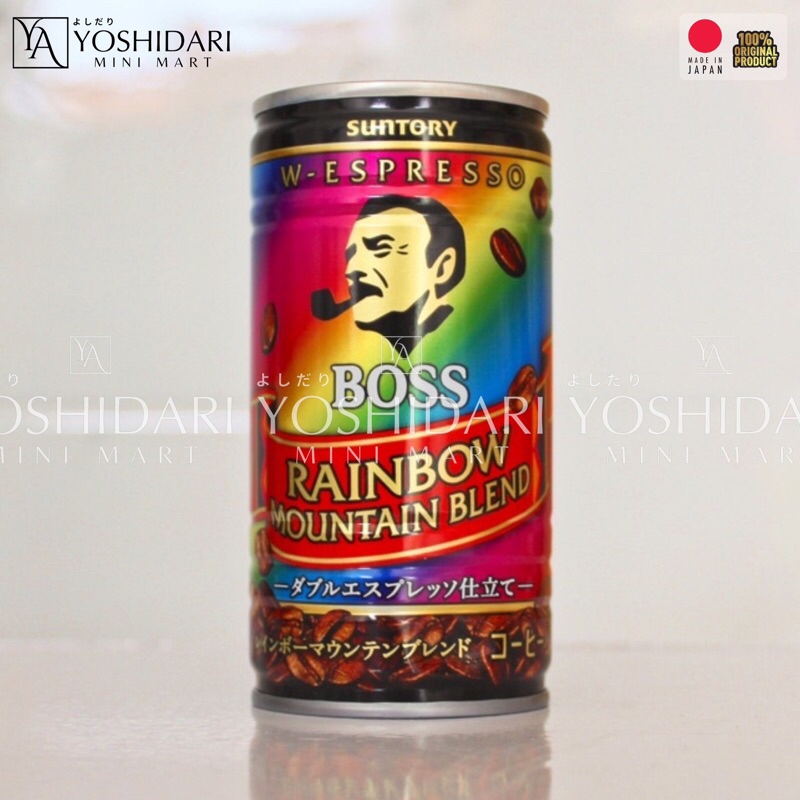 よしだり
YA YOSHIDARI
MINI MART
MADE IN
JAPAN
100%
ORIGINAL
PRODUCT
SUNTORY
W-ESPRESSO
BOSS
YA
よしだり
YOSHIDARI
MINI MART
RAINBOW
MOUNTAIN BLEND
―ダブルエスプレッソ仕立て―
インボーマウンテンブレンド コーヒー